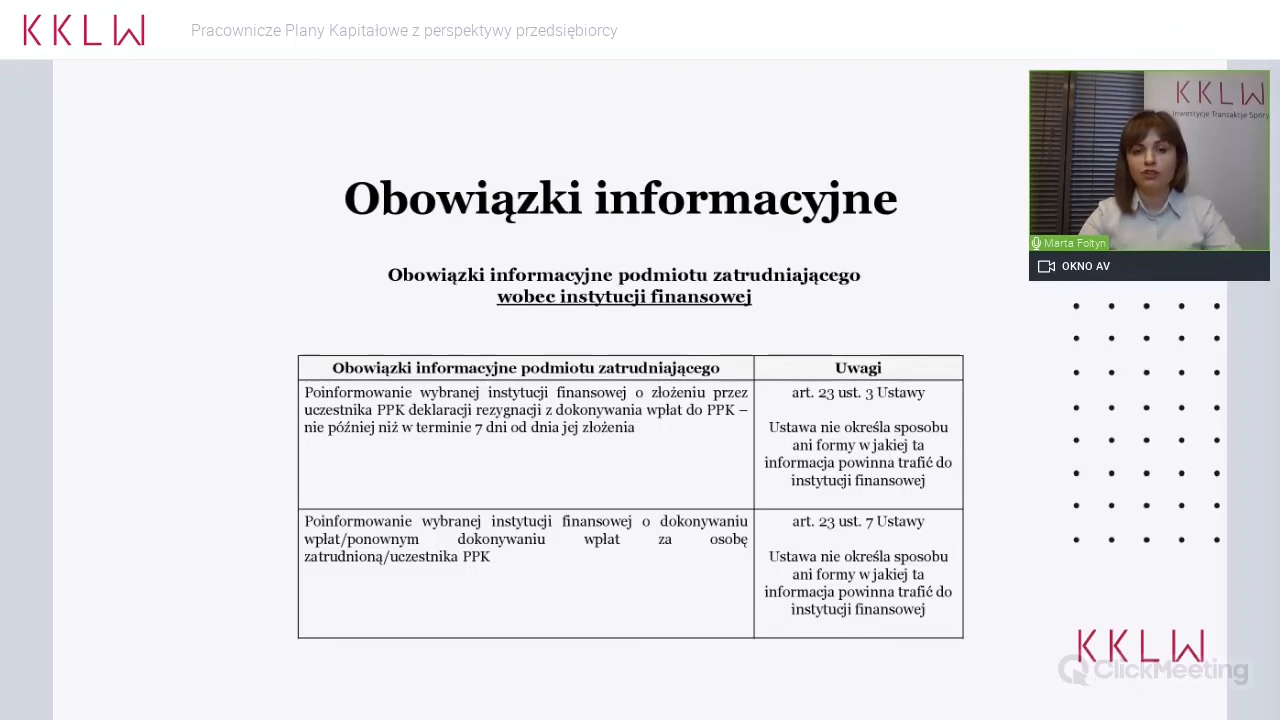 KKLW
Pracownicze Plany Kapitałowe z perspektywy przedsiębiorcy
KKLW
Inwestycje Transakcje Spory
Marta Foltyn
OKNO AV
Obowiązki informacyjne
Obowiązki informacyjne podmiotu zatrudniającego
wobec instytucji finansowej
Obowiązki informacyjne podmiotu zatrudniającego
Uwagi
Poinformowanie wybranej instytucji finansowej o złożeniu przez
uczestnika PPK deklaracji rezygnacji z dokonywania wpłat do PPK –
nie później niż w terminie 7 dni od dnia jej złożenia
art. 23 ust. 3 Ustawy
Ustawa nie określa sposobu
ani formy w jakiej ta
informacja powinna trafić do
instytucji finansowej
Poinformowanie wybranej instytucji finansowej o dokonywaniu
wpłat/ponownym dokonywaniu wpłat za osobę
zatrudnioną/uczestnika PPK
art. 23 ust. 7 Ustawy
Ustawa nie określa sposobu
ani formy w jakiej ta
informacja powinna trafić do
instytucji finansowej
KKLW
ClickMeeting